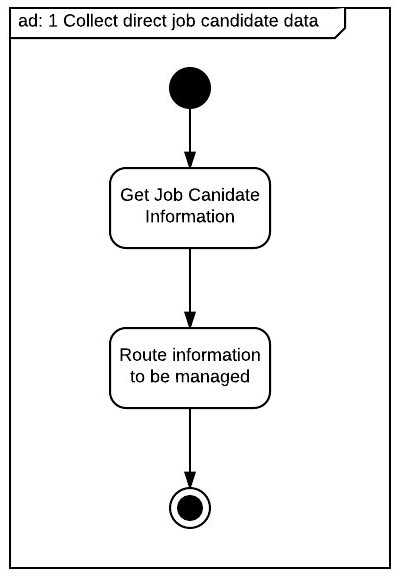 ad: 1 Collect direct job candidate data
Get Job Canidate
Information
Route information
to be managed